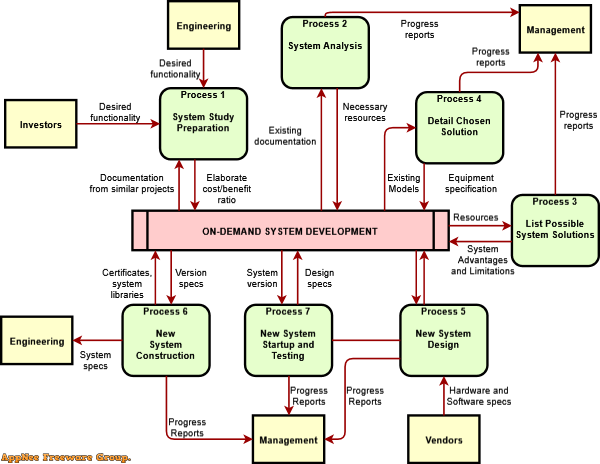 Engineering
Process 2
System Analysis
Progress
reports
Management
Desired
functionality
Progress
reports
Process 1
System Study
Preparation
Investors
Desired
functionality
Process 4
Detail Chosen
Solution
Necessary
resources
Existing
documentation
Progress
reports
Documentation
from similar projects
Elaborate
cost/benefit
ratio
Existing
Models
Equipment
specification
Process 3
List Possible
System Solutions
Resources
ON-DEMAND SYSTEM DEVELOPMENT
System
Advantages
and Limitations
Certificates,
system
libraries
Version
specs
System
version
Design
specs
Process 6
New
System
Construction
Process 7
New System
Startup and
Testing
Process 5
New System
Design
Engineering
System
specs
Progress
Reports
Progress
Reports
Progress
Reports
Hardware and
Software specs
Management
Vendors
AppNee Freeware Group.